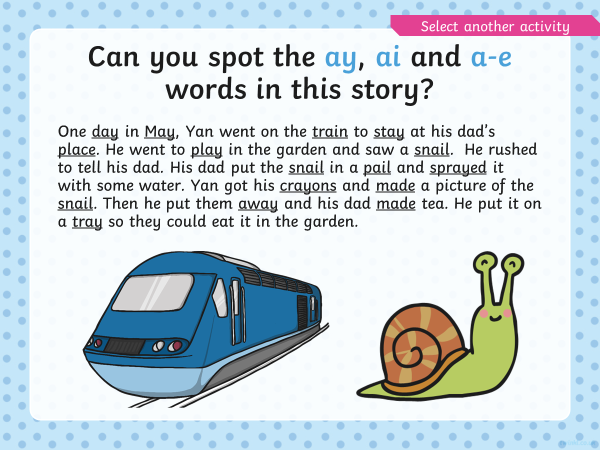 Select another activity
Can you spot the ay, ai and a-e
words in this story?
One day in May, Yan went on the train to stay at his dad's
place. He went to play in the garden and saw a snail.  He rushed
to tell his dad. His dad put the snail in a pail and sprayed it
with some water. Yan got his crayons and made a picture of the
snail. Then he put them away and his dad made tea. He put it on
a tray so they could eat it in the garden.